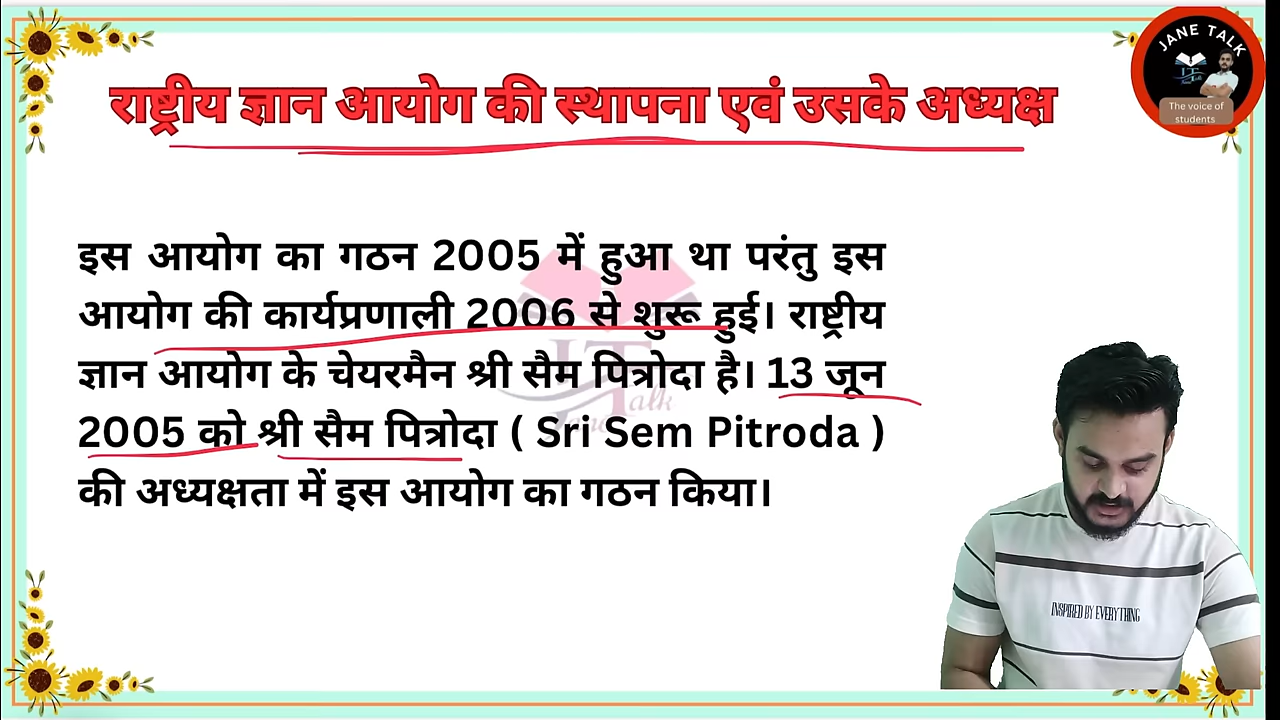 राष्ट्रीय ज्ञान आयोग की स्थापना एवं उसके अध्यक्ष
JANE TALK
The voice of
students
इस आयोग का गठन 2005 में हुआ था परंतु इस
आयोग की कार्यप्रणाली 2006 से शुरू हुई। राष्ट्रीय
ज्ञान आयोग के चेयरमैन श्री सैम पित्रोदा है। 13 जून
2005 को श्री सैम पित्रोदा ( Sri Sem Pitroda )
की अध्यक्षता में इस आयोग का गठन किया।
INSPIRED BY EVERYTHING